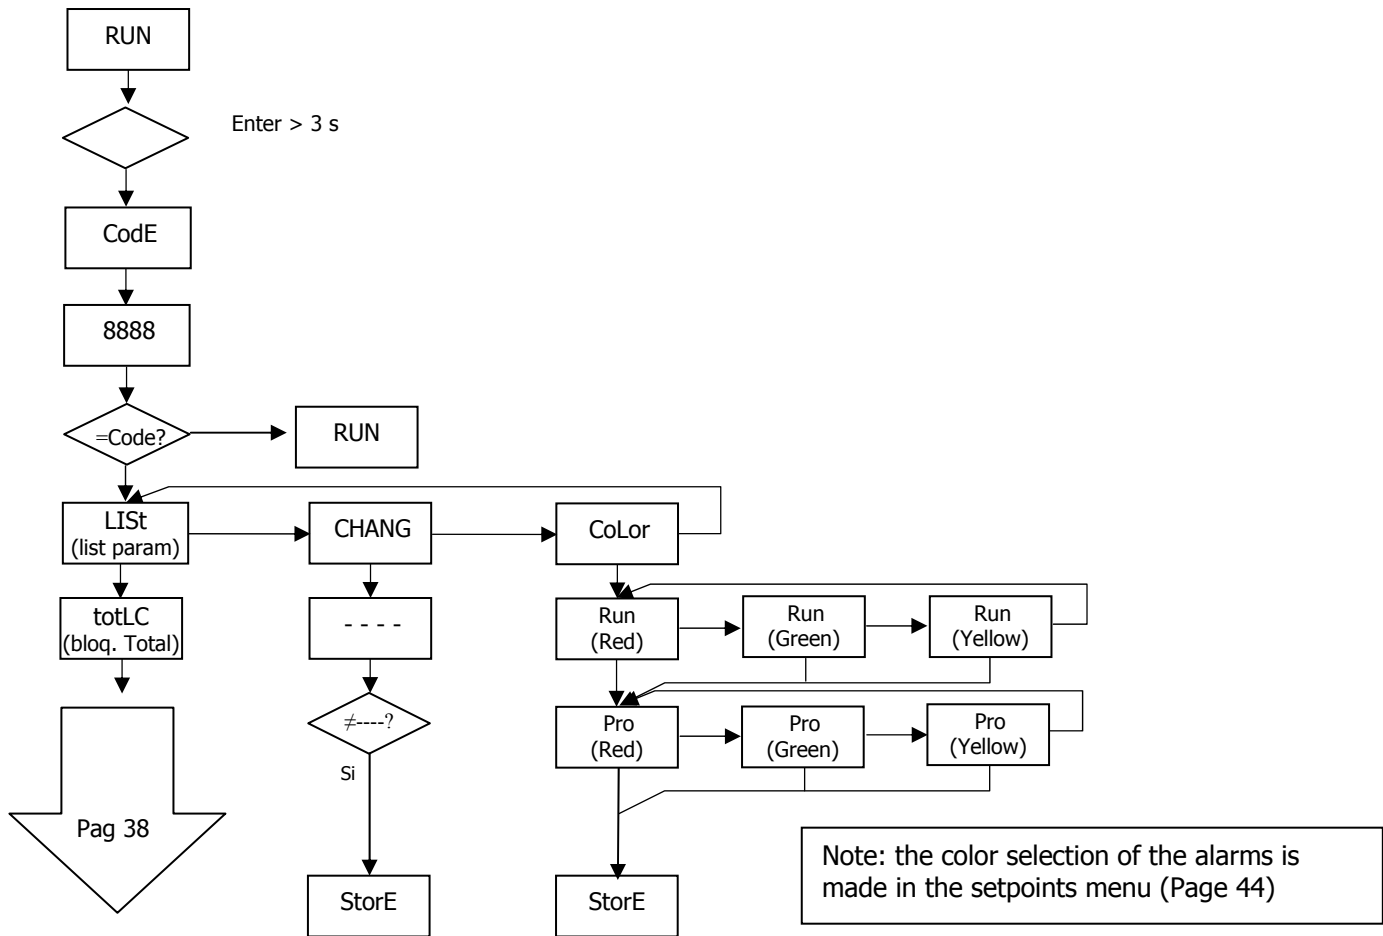 RUN
Enter > 3 s
CodE
8888
=Code?
RUN
LISt
(list param)
CHANG
CoLor
totLC
(bloq. Total)
- - - -
Run
(Red)
Run
(Green)
Run
(Yellow)
≠----?
Si
Pro
(Red)
Pro
(Green)
Pro
(Yellow)
Pag 38
StorE
StorE
Note: the color selection of the alarms is
made in the setpoints menu (Page 44)